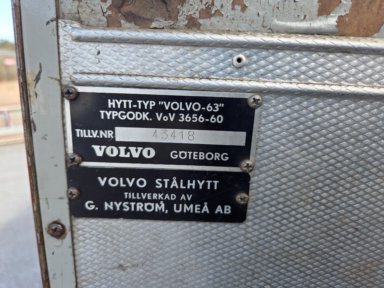 HYTT-TYP "VOLVO-63"
TYPGODK. VoV 3656-60
TILLV.NR 43418
VOLVO GÖTEBORG
VOLVO STÅLHYTT
TILLVERKAD AV
G. NYSTRÖM, UMEÅ AB